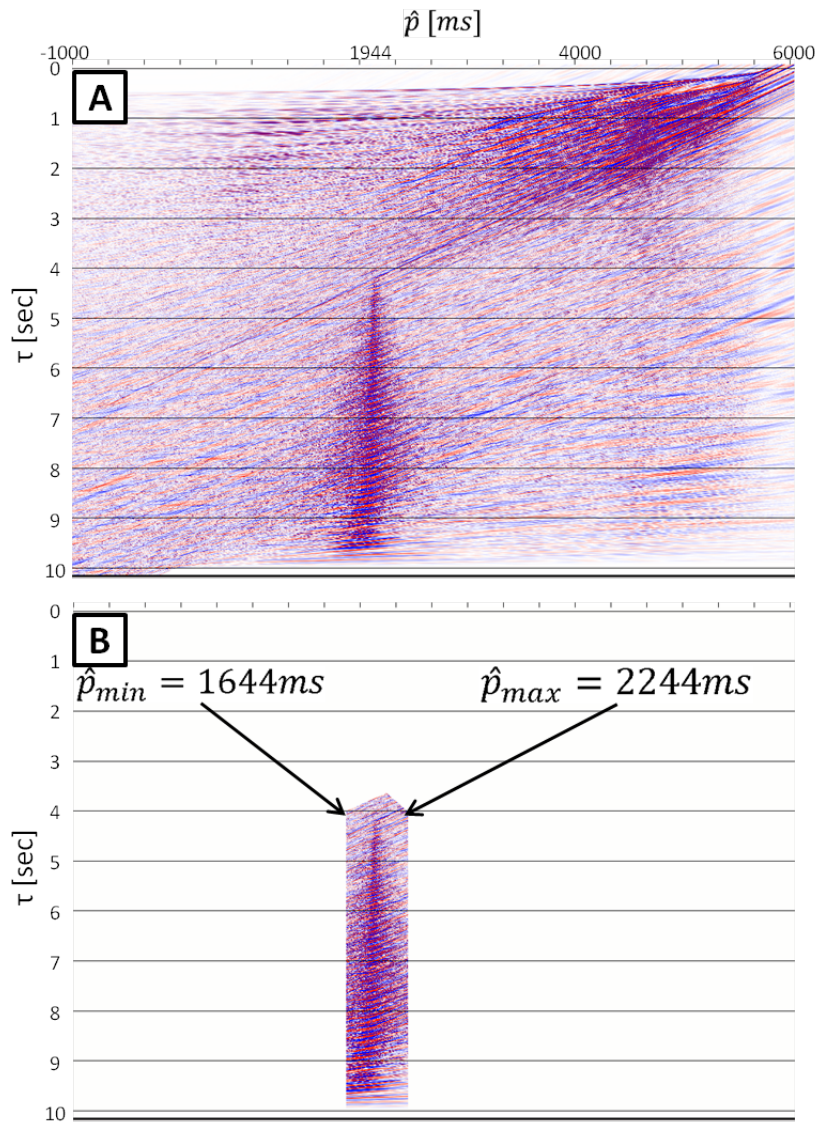 p̂ [ms]
-1000 1944 4000 6000
A
0
1
2
3
4
5
6
7
8
9
10
τ [sec]
B
p̂min = 1644ms
p̂max = 2244ms
0
1
2
3
4
5
6
7
8
9
10
τ [sec]